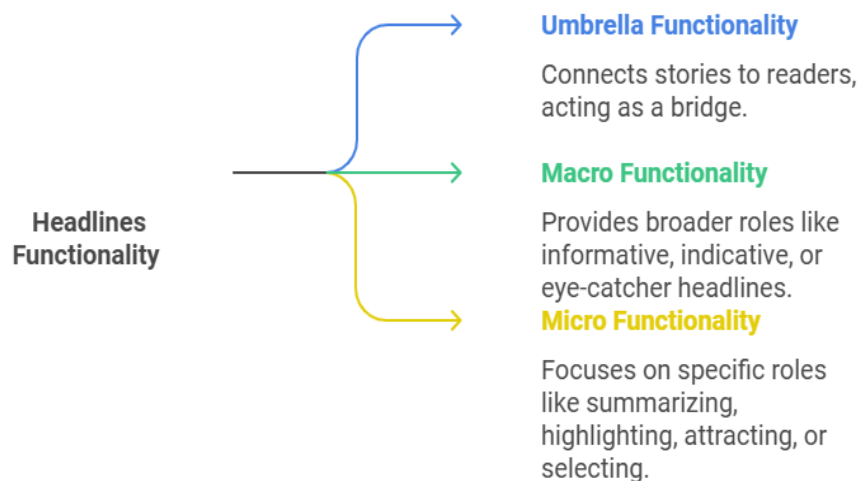 Headlines
Functionality
Umbrella Functionality
Connects stories to readers,
acting as a bridge.
Macro Functionality
Provides broader roles like
informative, indicative, or
eye-catcher headlines.
Micro Functionality
Focuses on specific roles
like summarizing,
highlighting, attracting, or
selecting.